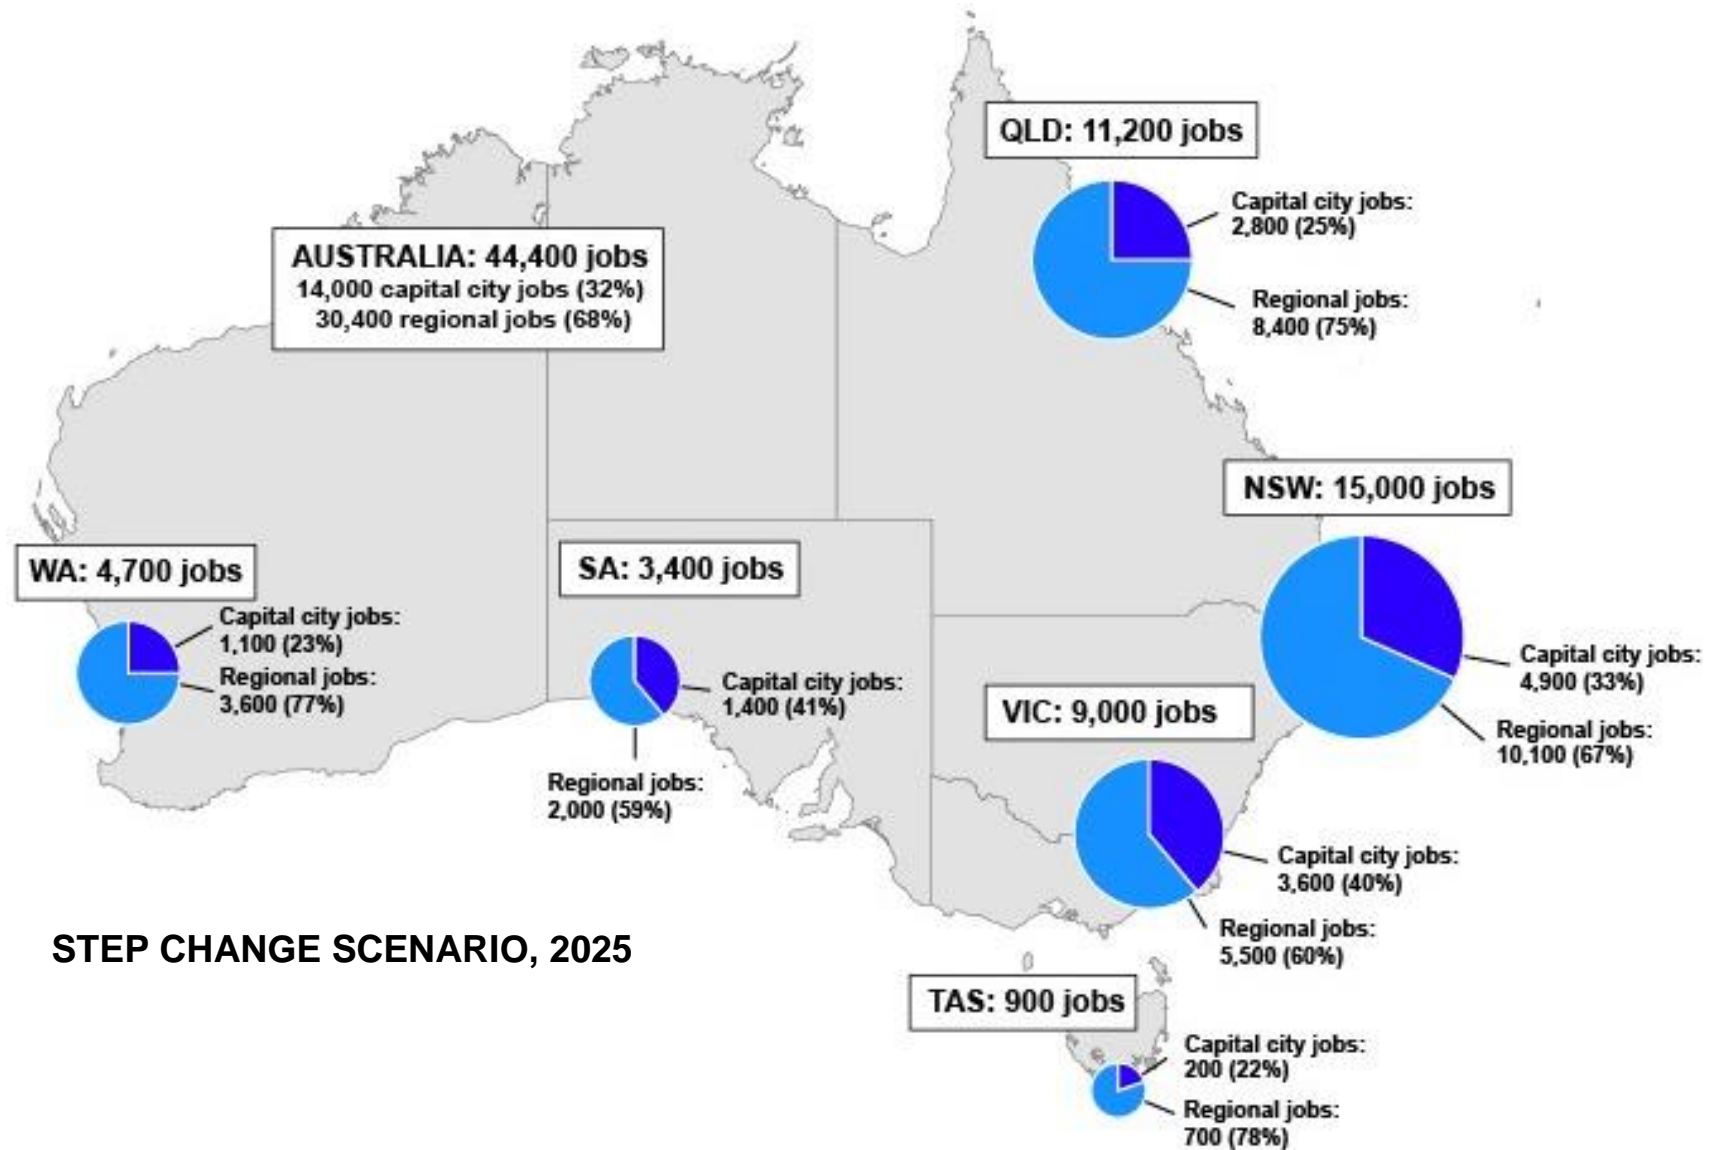 QLD: 11,200 jobs
Capital city jobs:
2,800 (25%)
Regional jobs:
8,400 (75%)
AUSTRALIA: 44,400 jobs
14,000 capital city jobs (32%)
30,400 regional jobs (68%)
NSW: 15,000 jobs
Capital city jobs:
4,900 (33%)
Regional jobs:
10,100 (67%)
WA: 4,700 jobs
Capital city jobs:
1,100 (23%)
Regional jobs:
3,600 (77%)
SA: 3,400 jobs
Capital city jobs:
1,400 (41%)
Regional jobs:
2,000 (59%)
VIC: 9,000 jobs
Capital city jobs:
3,600 (40%)
Regional jobs:
5,500 (60%)
STEP CHANGE SCENARIO, 2025
TAS: 900 jobs
Capital city jobs:
200 (22%)
Regional jobs:
700 (78%)